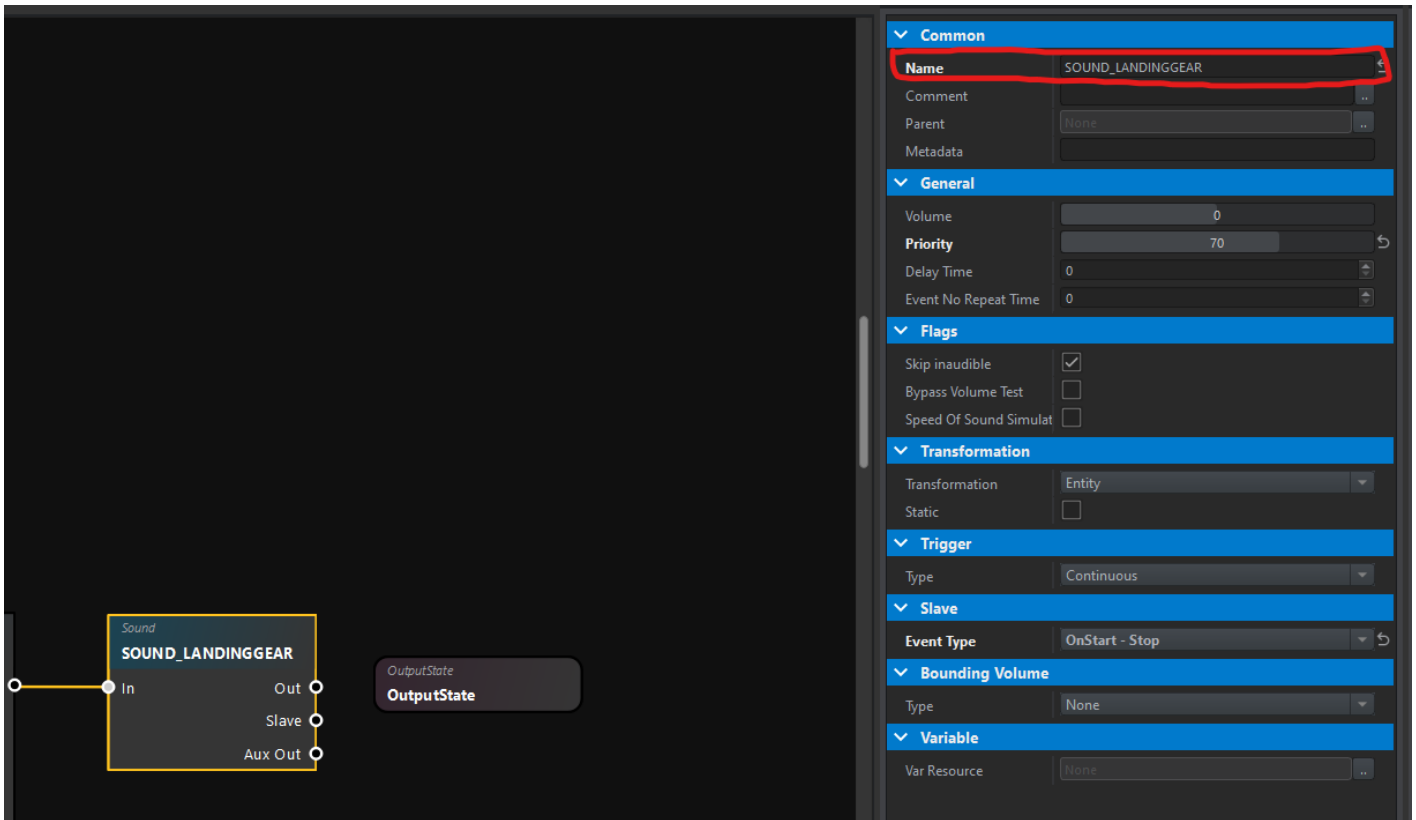 Common
Name SOUND_LANDINGGEAR
Comment ..
Parent None ..
Metadata
General
Volume 0
Priority 70
Delay Time 0
Event No Repeat Time 0
Flags
Skip inaudible
Bypass Volume Test
Speed Of Sound Simulat
Transformation
Transformation Entity
Static
Trigger
Type Continuous
Slave
Event Type OnStart - Stop
Bounding Volume
Type None
Variable
Var Resource None ..
Sound
SOUND_LANDINGGEAR
In Out
Slave
Aux Out
OutputState
OutputState